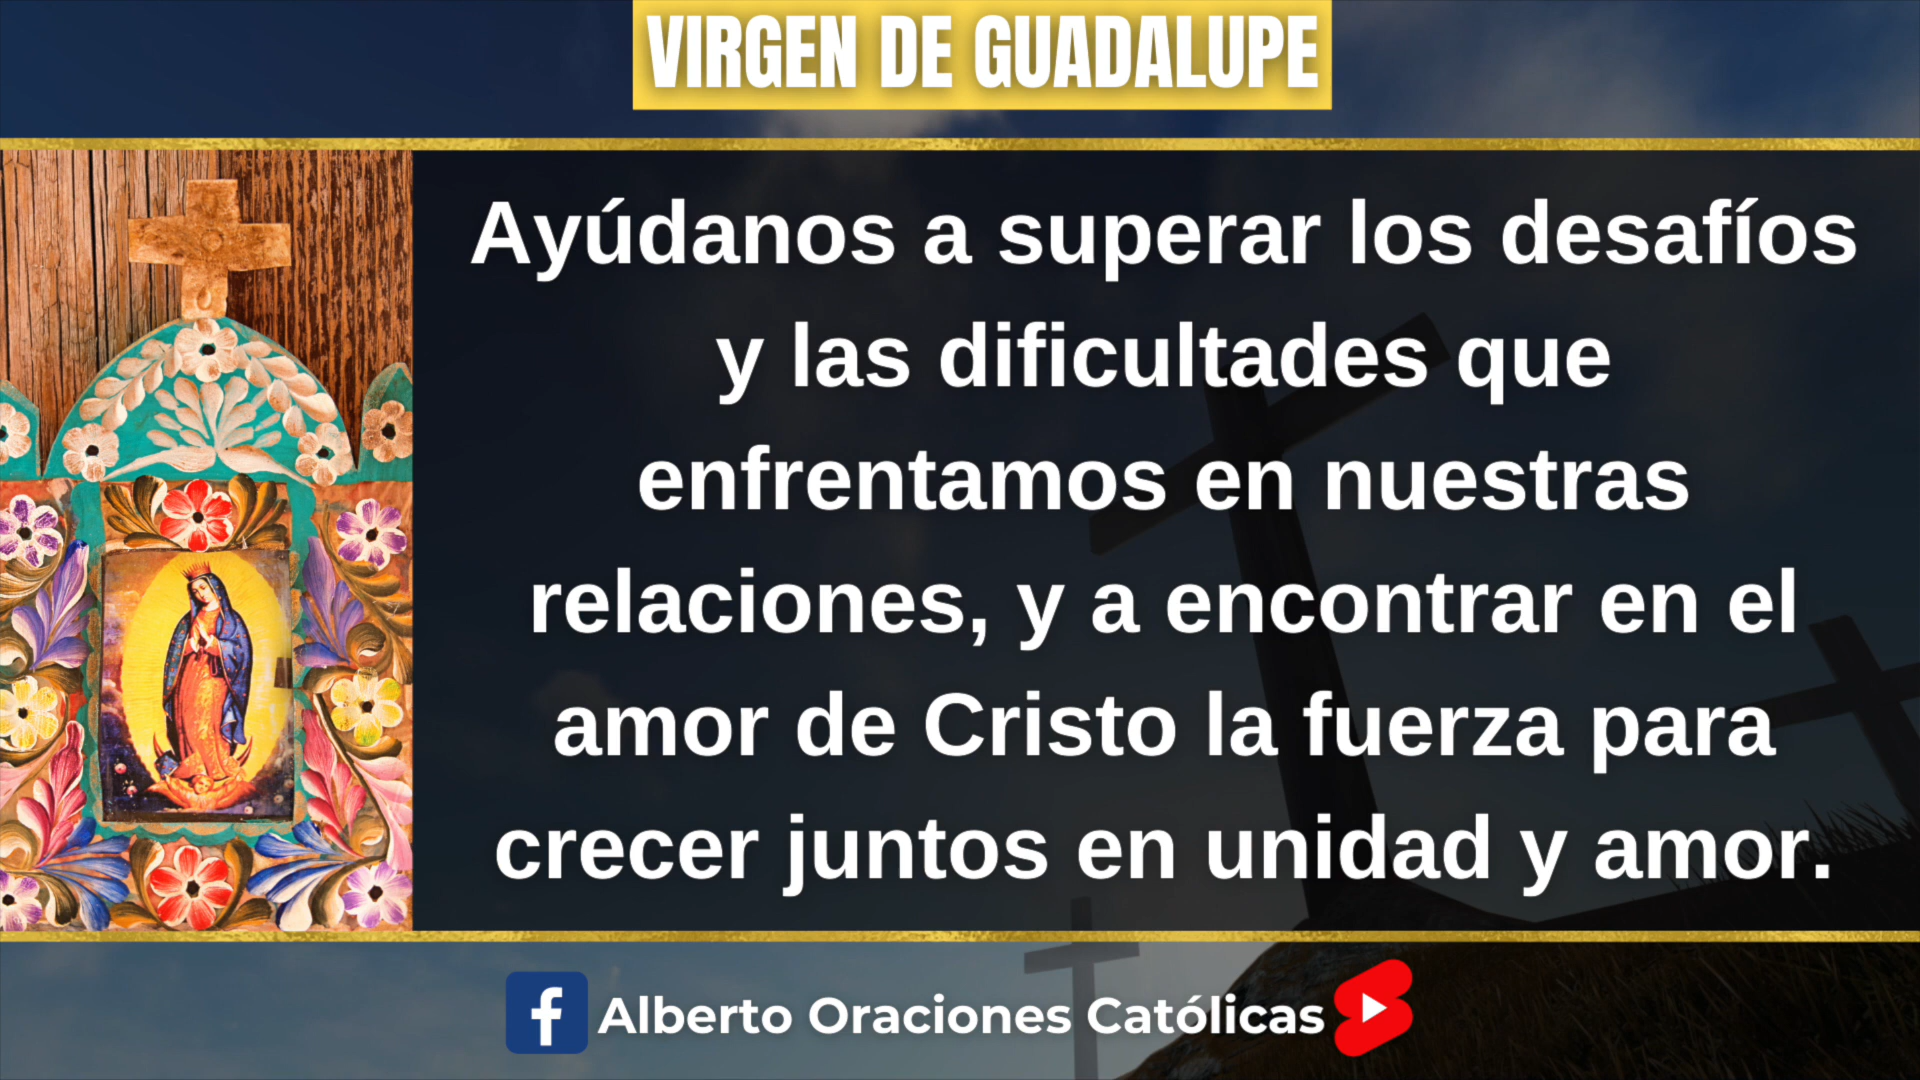 VIRGEN DE GUADALUPE
Ayúdanos a superar los desafíos
y las dificultades que
enfrentamos en nuestras
relaciones, y a encontrar en el
amor de Cristo la fuerza para
crecer juntos en unidad y amor.
Alberto Oraciones Católicas